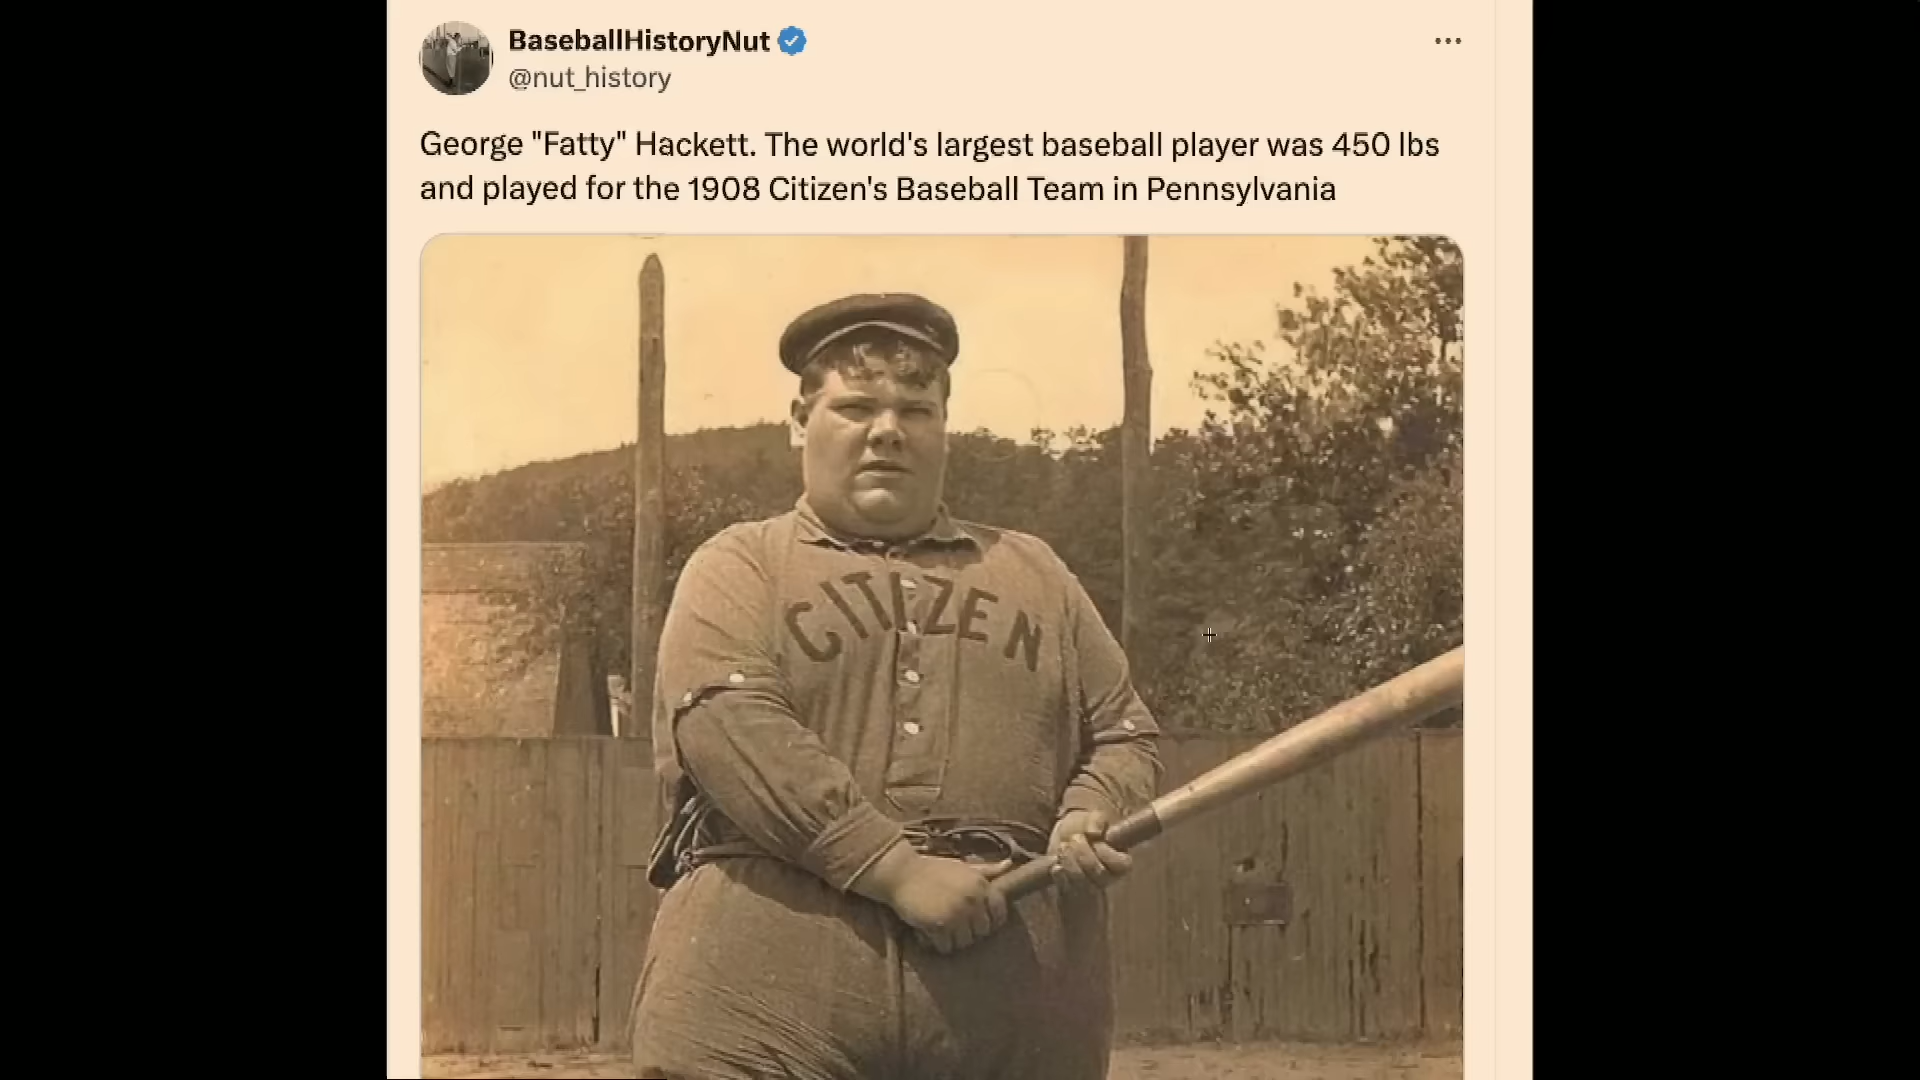 BaseballHistoryNut
@nut_history
George "Fatty" Hackett. The world's largest baseball player was 450 lbs
and played for the 1908 Citizen's Baseball Team in Pennsylvania
CITIZEN